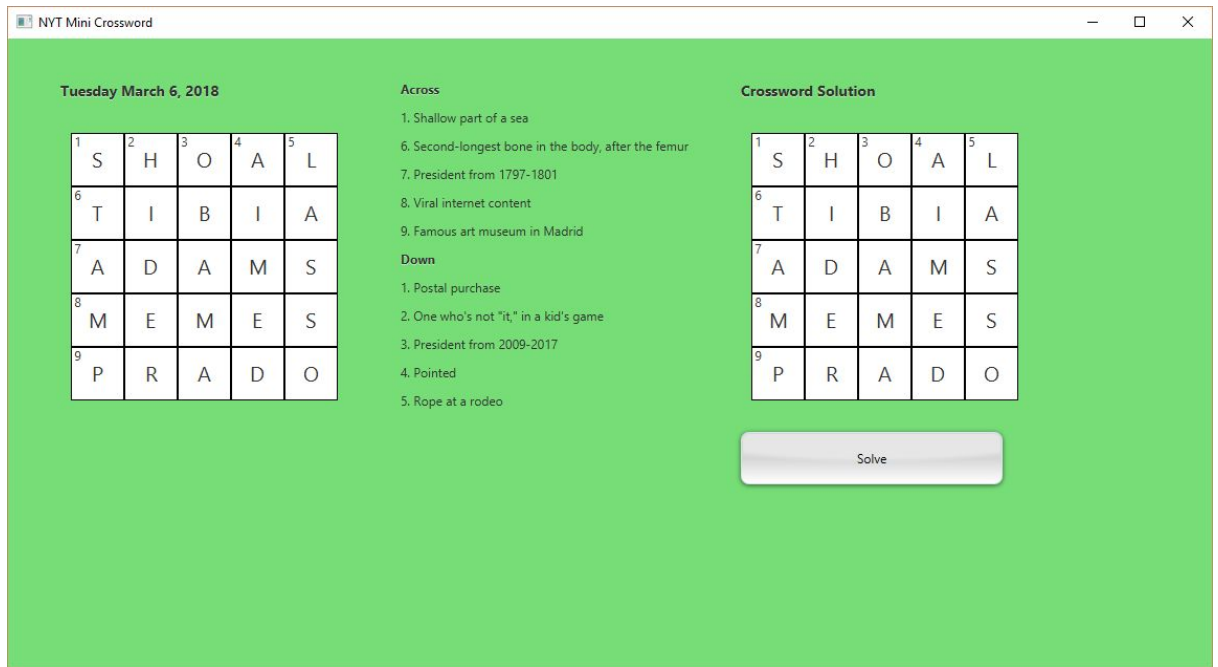 NYT Mini Crossword
Tuesday March 6, 2018
1 S 2 H 3 O 4 A 5 L
6 T I B I A
7 A D A M S
8 M E M E S
9 P R A D O
Across
1. Shallow part of a sea
6. Second-longest bone in the body, after the femur
7. President from 1797-1801
8. Viral internet content
9. Famous art museum in Madrid
Down
1. Postal purchase
2. One who's not "it," in a kid's game
3. President from 2009-2017
4. Pointed
5. Rope at a rodeo
Crossword Solution
1 S 2 H 3 O 4 A 5 L
6 T I B I A
7 A D A M S
8 M E M E S
9 P R A D O
Solve